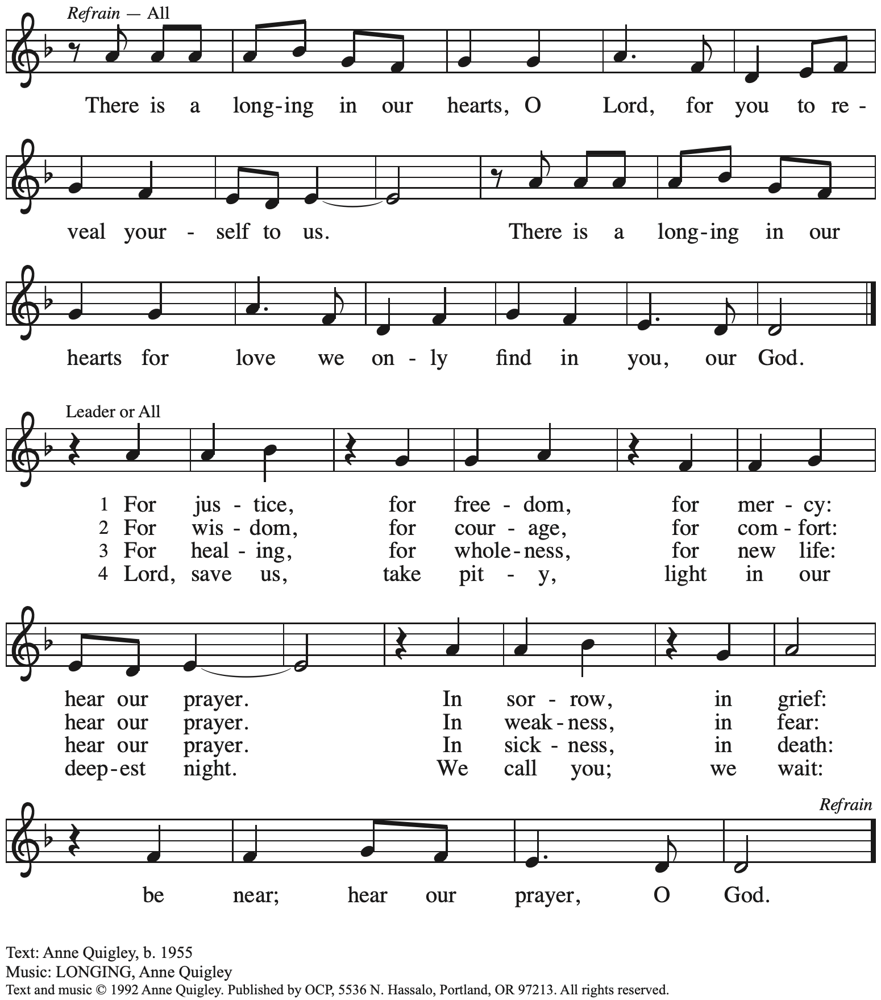 Refrain — All
There is a long-ing in our hearts, O Lord, for you to re -
veal your - self to us. There is a long-ing in our
hearts for love we on - ly find in you, our God.
Leader or All
1 For jus - tice, for free - dom, for mer - cy:
2 For wis - dom, for cour - age, for com - fort:
3 For heal - ing, for whole-ness, for new life:
4 Lord, save us, take pit - y, light in our
hear our prayer. In sor - row, in grief:
hear our prayer. In weak - ness, in fear:
hear our prayer. In sick - ness, in death:
deep-est night. We call you; we wait:
Refrain
be near; hear our prayer, O God.
Text: Anne Quigley, b. 1955
Music: LONGING, Anne Quigley
Text and music © 1992 Anne Quigley. Published by OCP, 5536 N. Hassalo, Portland, OR 97213. All rights reserved.